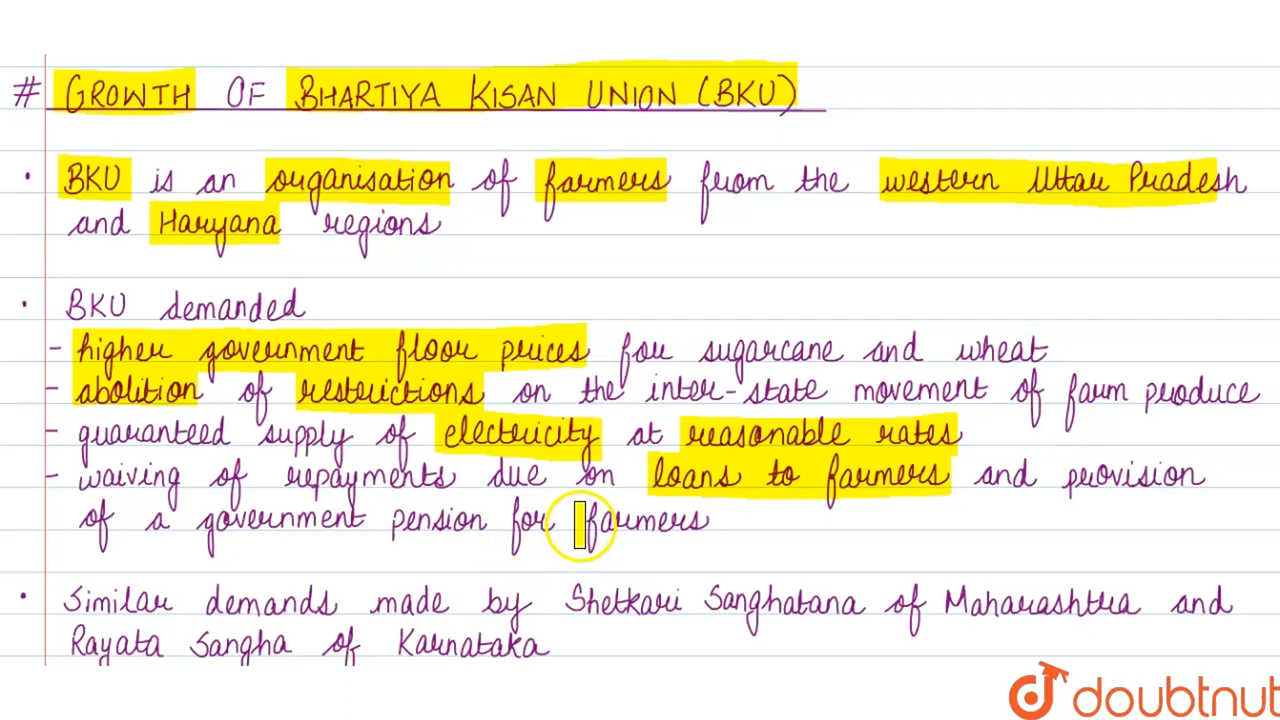 # GROWTH OF BHARTIYA KISAN UNION (BKU)
· BKU is an organisation of farmers from the western Uttar Pradesh
and Haryana regions
· BKU demanded
- higher government floor prices for sugarcane and wheat
- abolition of restrictions on the inter-state movement of farm produce
- guaranteed supply of electricity at reasonable rates
- waiving of repayments due on loans to farmers and provision
of a government pension for farmers
· Similar demands made by Shetkari Sanghatana of Maharashtra and
Rayata Sangha of Karnataka
doubtnut